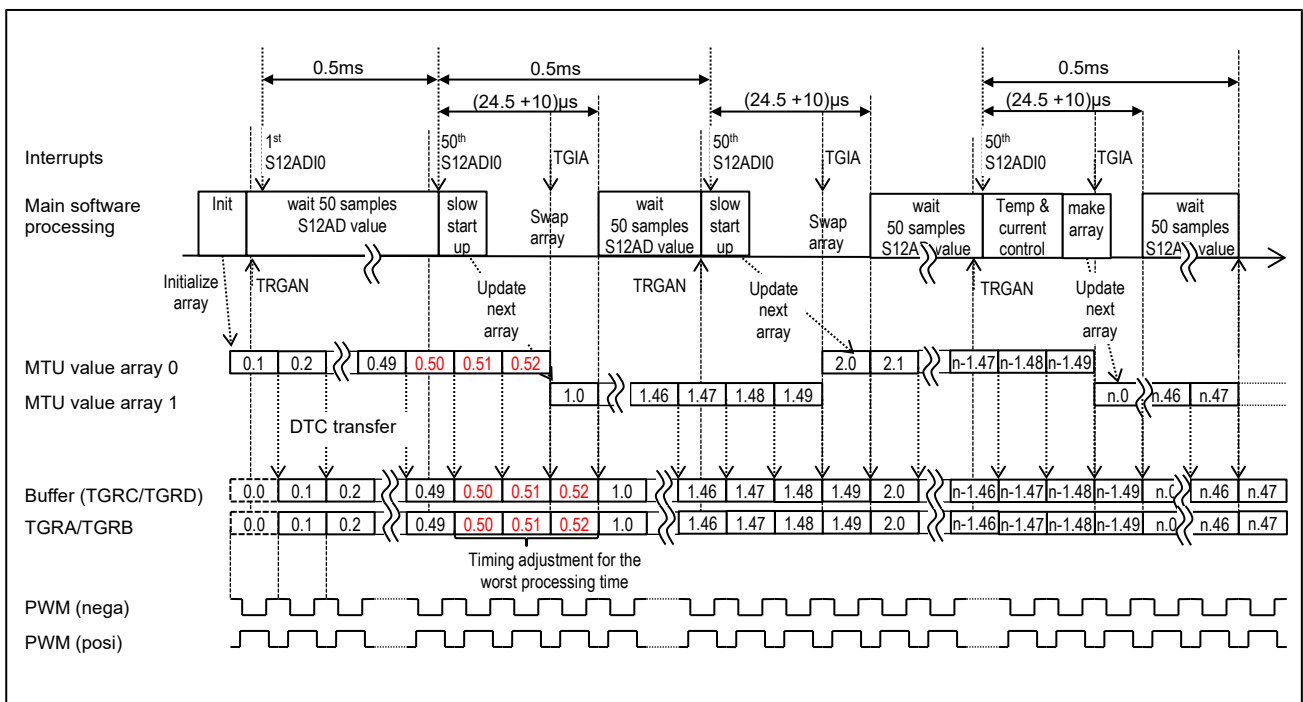 0.5ms 0.5ms 0.5ms
(24.5 +10)µs (24.5 +10)µs (24.5 +10)µs
1st 50th 50th 50th
Interrupts S12ADI0 S12ADI0 TGIA S12ADI0 TGIA S12ADI0 TGIA
Main software Init wait 50 samples slow Swap wait slow Swap wait Temp & make wait
processing S12AD value start array 50 samples start array 50 samples current array 50 samples
up S12AD value up S12AD value control S12AD value
Initialize TRGAN Update TRGAN Update TRGAN Update
array next next next
array array array
MTU value array 0 0.1 0.2 0.49 0.50 0.51 0.52 2.0 2.1 n-1.47 n-1.48 n-1.49
MTU value array 1 1.0 1.46 1.47 1.48 1.49 n.0 n.46 n.47
DTC transfer
Buffer (TGRC/TGRD) 0.0 0.1 0.2 0.49 0.50 0.51 0.52 1.0 1.46 1.47 1.48 1.49 2.0 n-1.46 n-1.47 n-1.48 n-1.49 n.0 n.46 n.47
TGRA/TGRB 0.0 0.1 0.2 0.49 0.50 0.51 0.52 1.0 1.46 1.47 1.48 1.49 2.0 n-1.46 n-1.47 n-1.48 n-1.49 n.0 n.46 n.47
Timing adjustment for the
worst processing time
PWM (nega)
PWM (posi)